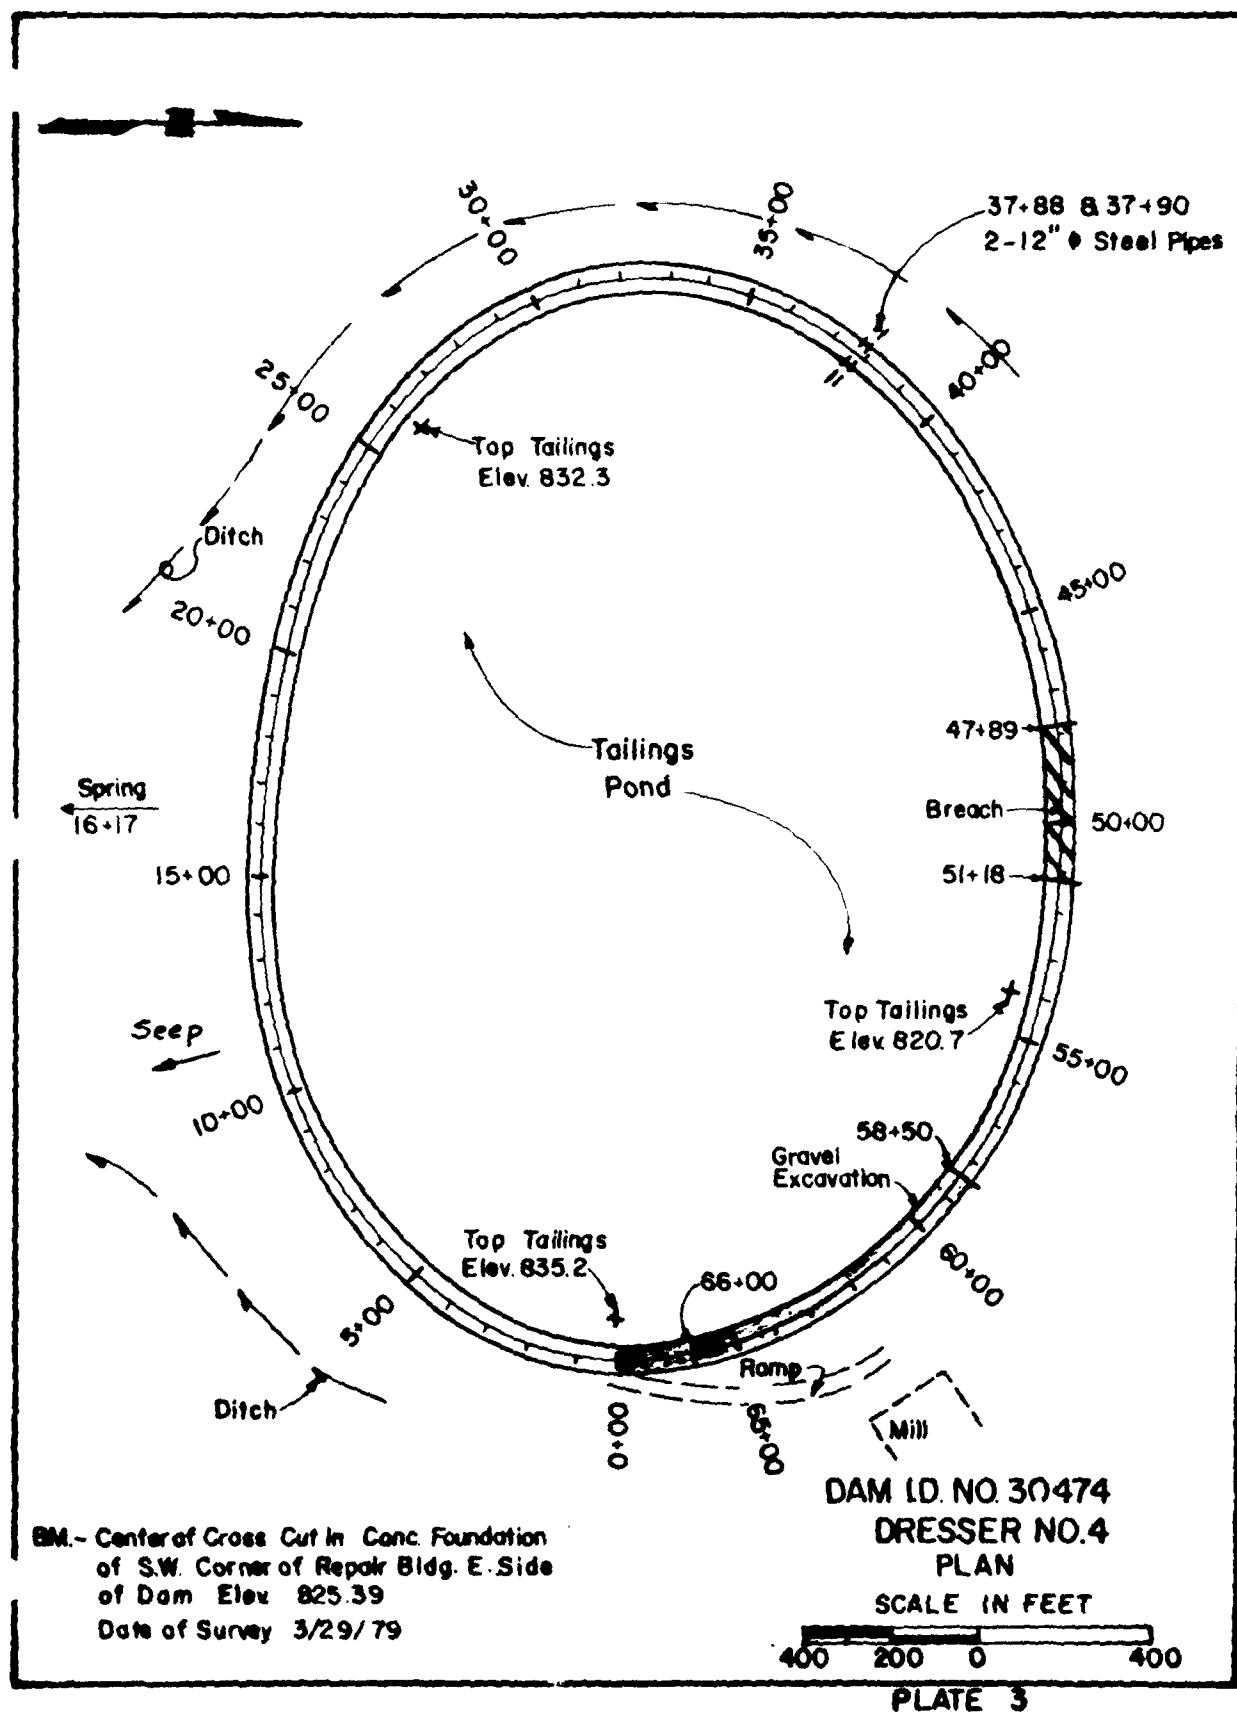 N
30+00
35+00
37+88 & 37+90
2-12" ϕ Steel Pipes
25+00
40+00
Top Tailings
Elev. 832.3
Ditch
20+00
45+00
47+89
Tailings
Pond
Spring
16+17
Breach
50+00
15+00
51+18
Top Tailings
Elev. 820.7
Seep
55+00
10+00
58+50
Gravel
Excavation
Top Tailings
Elev. 835.2
66+00
60+00
5+00
Ramp
Ditch
0+00
65+00
Mill
DAM I.D. NO. 30474
DRESSER NO.4
PLAN
BM.- Center of Cross Cut In Conc. Foundation
of S.W. Corner of Repair Bldg. E. Side
of Dam Elev. 825.39
Date of Survey 3/29/79
SCALE IN FEET
400 200 0 400
PLATE 3